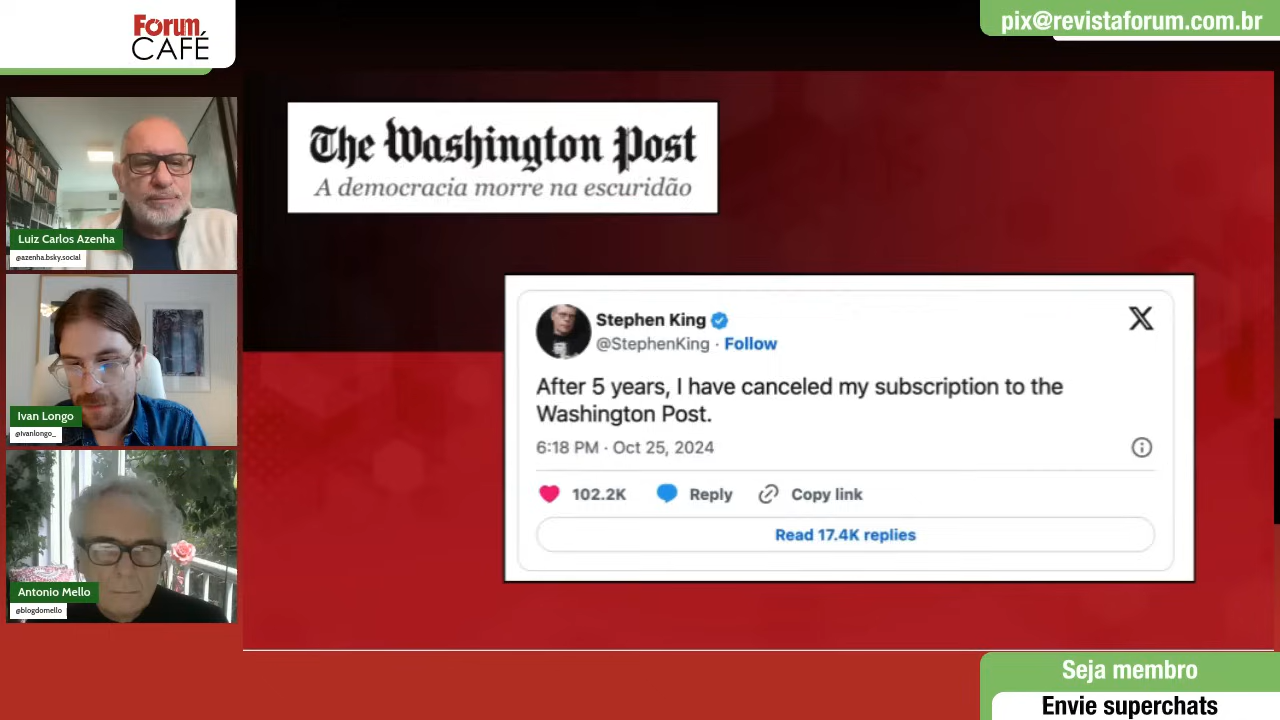 Forum
CAFÉ
pix@revistaforum.com.br
The Washington Post
A democracia morre na escuridão
Luiz Carlos Azenha
@azenha.bsky.social
Ivan Longo
@ivanlongo_
Antonio Mello
@blogdomello
Stephen King
@StephenKing · Follow
X
After 5 years, I have canceled my subscription to the
Washington Post.
6:18 PM · Oct 25, 2024
102.2K Reply Copy link
Read 17.4K replies
Seja membro
Envie superchats